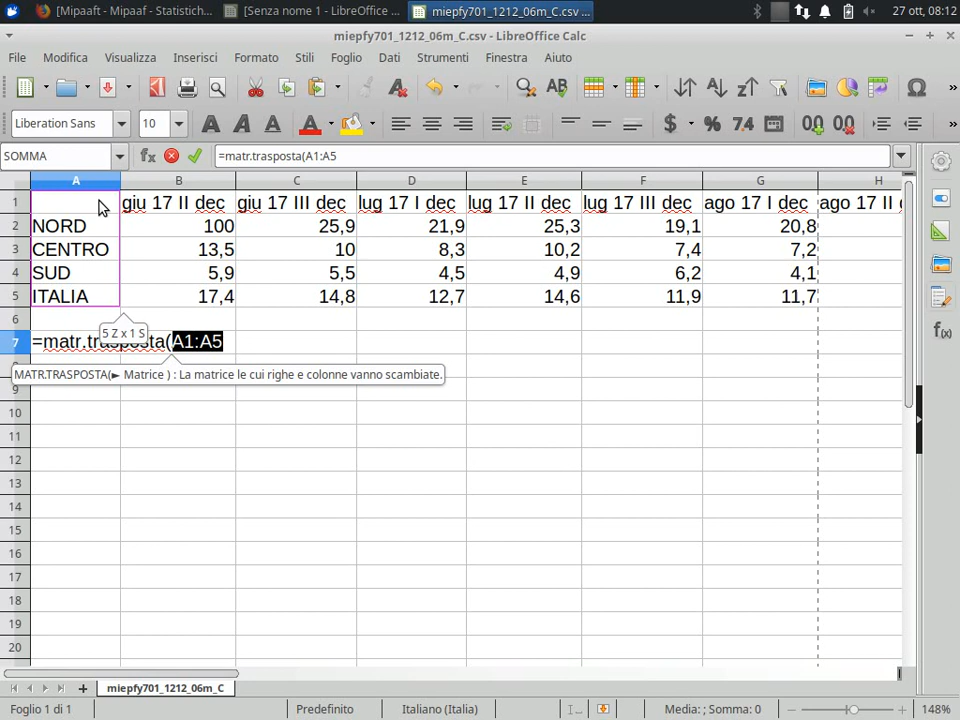 [Mipaaft - Mipaaf - Statistich... [Senza nome 1 - LibreOffice ... miepfy701_1212_06m_C.csv ... 27 ott, 08:12
miepfy701_1212_06m_C.csv - LibreOffice Calc
File Modifica Visualizza Inserisci Formato Stili Foglio Dati Strumenti Finestra Aiuto
Liberation Sans 10
SOMMA =matr.trasposta(A1:A5
A B C D E F G H
1 giu 17 II dec giu 17 III dec lug 17 I dec lug 17 II dec lug 17 III dec ago 17 I dec ago 17 II
2 NORD 100 25,9 21,9 25,3 19,1 20,8
3 CENTRO 13,5 10 8,3 10,2 7,4 7,2
4 SUD 5,9 5,5 4,5 4,9 6,2 4,1
5 ITALIA 17,4 14,8 12,7 14,6 11,9 11,7
6
5 Z x 1 S
7 =matr.trasposta(A1:A5
MATR.TRASPOSTA(► Matrice ) : La matrice le cui righe e colonne vanno scambiate.
9
10
11
12
13
14
15
16
17
18
19
20
miepfy701_1212_06m_C
Foglio 1 di 1 Predefinito Italiano (Italia) Media: ; Somma: 0 148%